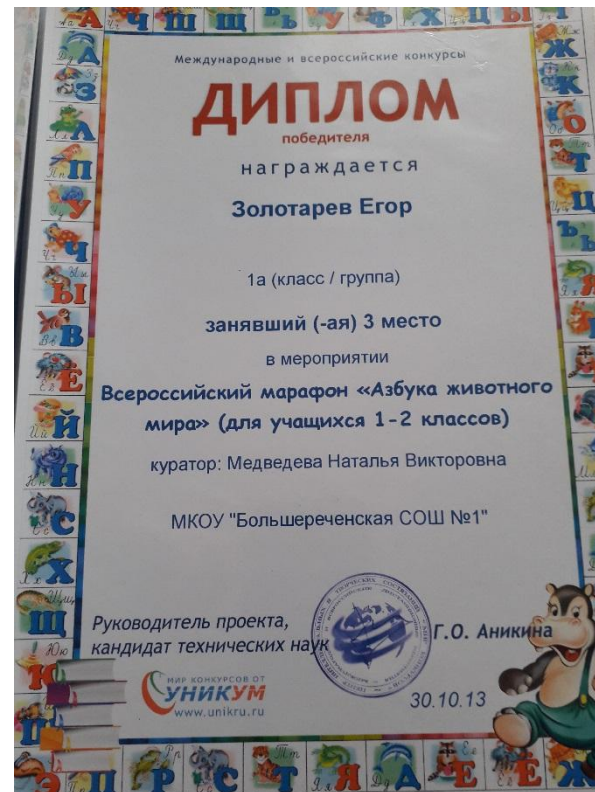 Международные и всероссийские конкурсы
ДИПЛОМ
победителя
награждается
Золотарев Егор
1а (класс / группа)
занявший (-ая) 3 место
в мероприятии
Всероссийский марафон «Азбука животного
мира» (для учащихся 1-2 классов)
куратор: Медведева Наталья Викторовна
МКОУ "Большереченская СОШ №1"
Руководитель проекта,
кандидат технических наук
Г.О. Аникина
МИР КОНКУРСОВ ОТ
УНИКУМ
www.unikru.ru
30.10.13